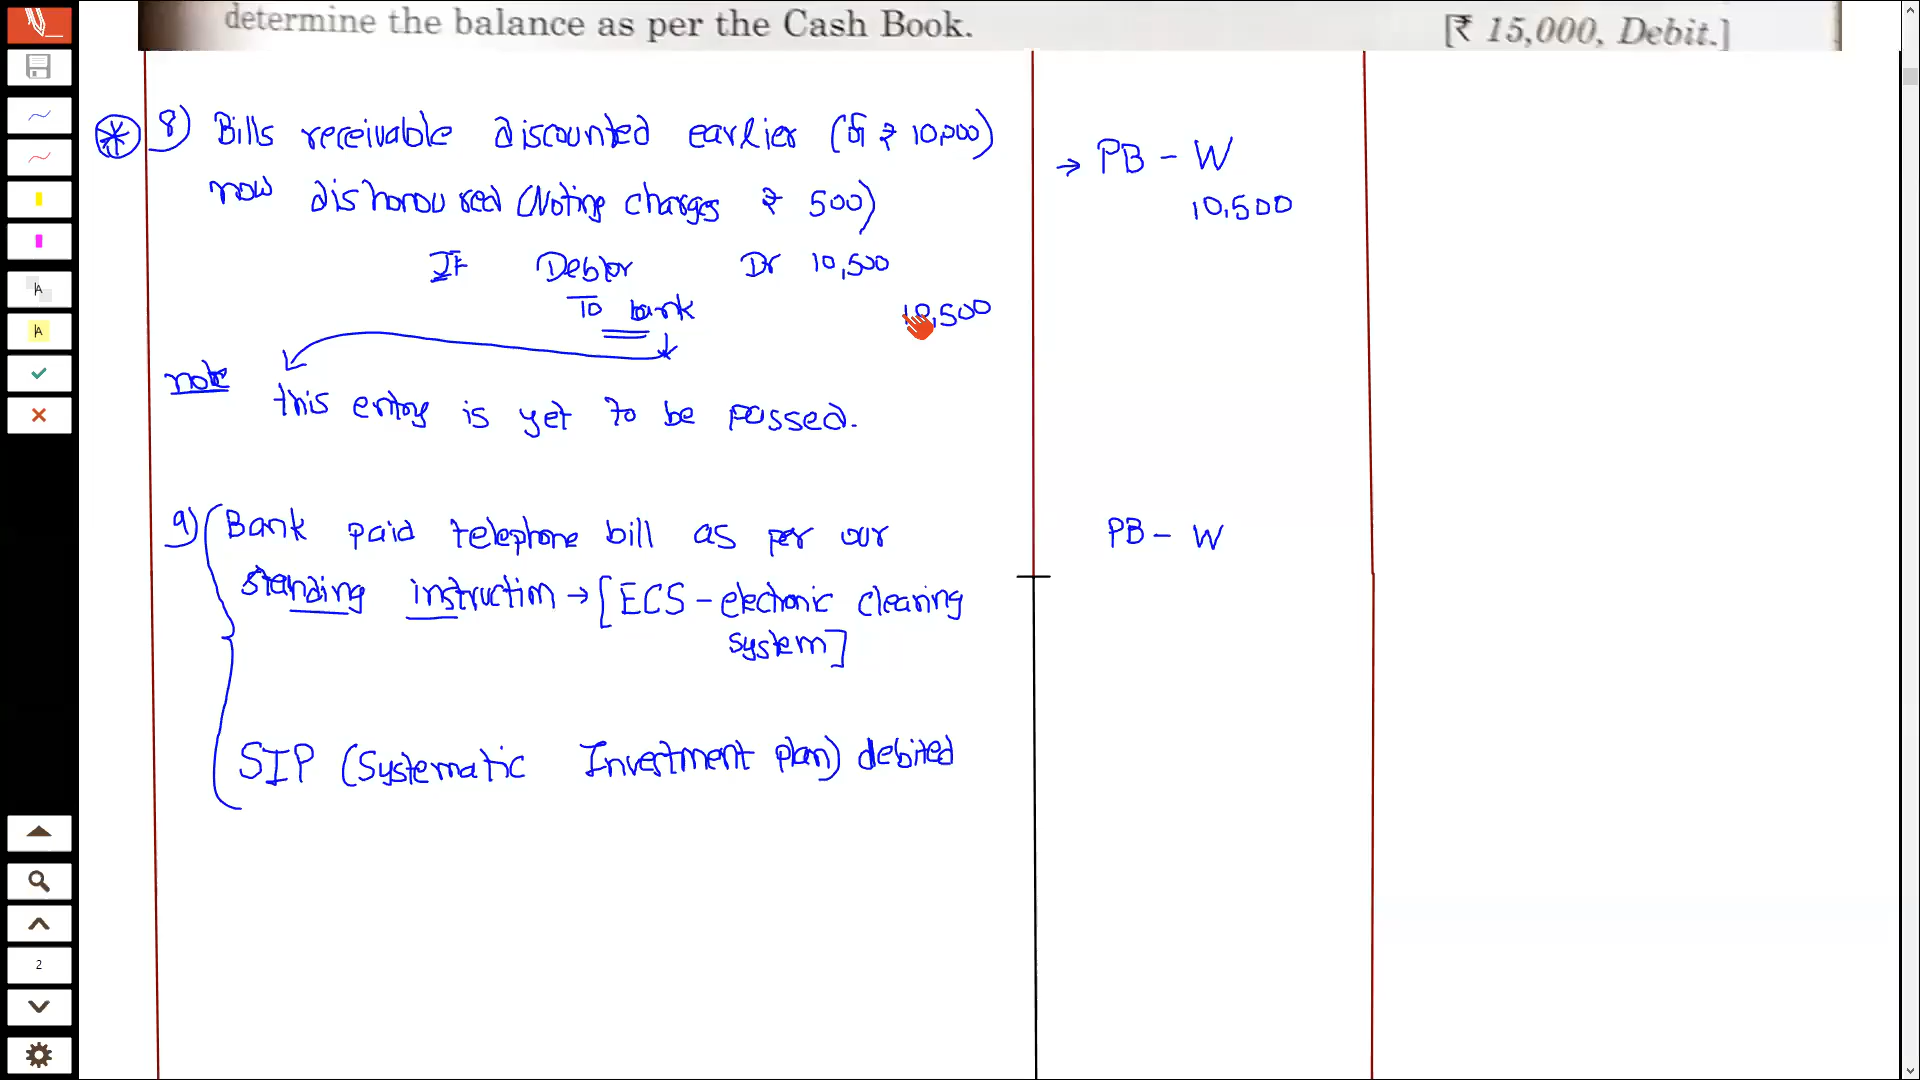 determine the balance as per the Cash Book. [₹ 15,000, Debit.]
8) Bills receivable discounted earlier (of ₹ 10,000)
now dishonoured (Noting charges ₹ 500)
→ PB - W
10,500
If Debtor Dr 10,500
To bank 10,500
note this entry is yet to be passed.
9) Bank paid telephone bill as per our
standing instruction → [ECS - electronic clearing
system]
PB - W
SIP (Systematic Investment plan) debited
2